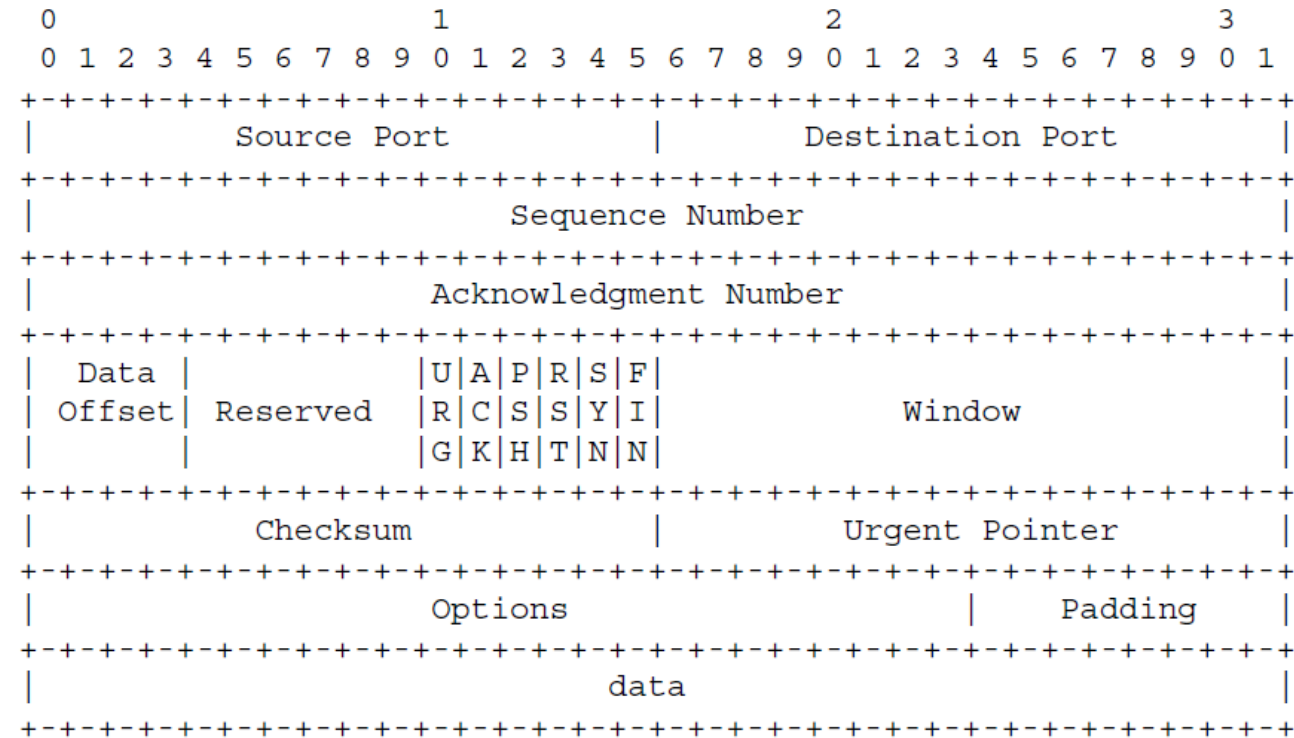 0                   1                   2                   3
 0 1 2 3 4 5 6 7 8 9 0 1 2 3 4 5 6 7 8 9 0 1 2 3 4 5 6 7 8 9 0 1
+-+-+-+-+-+-+-+-+-+-+-+-+-+-+-+-+-+-+-+-+-+-+-+-+-+-+-+-+-+-+-+-+
|          Source Port          |       Destination Port        |
+-+-+-+-+-+-+-+-+-+-+-+-+-+-+-+-+-+-+-+-+-+-+-+-+-+-+-+-+-+-+-+-+
|                        Sequence Number                        |
+-+-+-+-+-+-+-+-+-+-+-+-+-+-+-+-+-+-+-+-+-+-+-+-+-+-+-+-+-+-+-+-+
|                    Acknowledgment Number                      |
+-+-+-+-+-+-+-+-+-+-+-+-+-+-+-+-+-+-+-+-+-+-+-+-+-+-+-+-+-+-+-+-+
|  Data |           |U|A|P|R|S|F|                               |
| Offset| Reserved  |R|C|S|S|Y|I|            Window             |
|       |           |G|K|H|T|N|N|                               |
+-+-+-+-+-+-+-+-+-+-+-+-+-+-+-+-+-+-+-+-+-+-+-+-+-+-+-+-+-+-+-+-+
|           Checksum            |         Urgent Pointer        |
+-+-+-+-+-+-+-+-+-+-+-+-+-+-+-+-+-+-+-+-+-+-+-+-+-+-+-+-+-+-+-+-+
|                    Options                    |    Padding    |
+-+-+-+-+-+-+-+-+-+-+-+-+-+-+-+-+-+-+-+-+-+-+-+-+-+-+-+-+-+-+-+-+
|                             data                              |
+-+-+-+-+-+-+-+-+-+-+-+-+-+-+-+-+-+-+-+-+-+-+-+-+-+-+-+-+-+-+-+-+